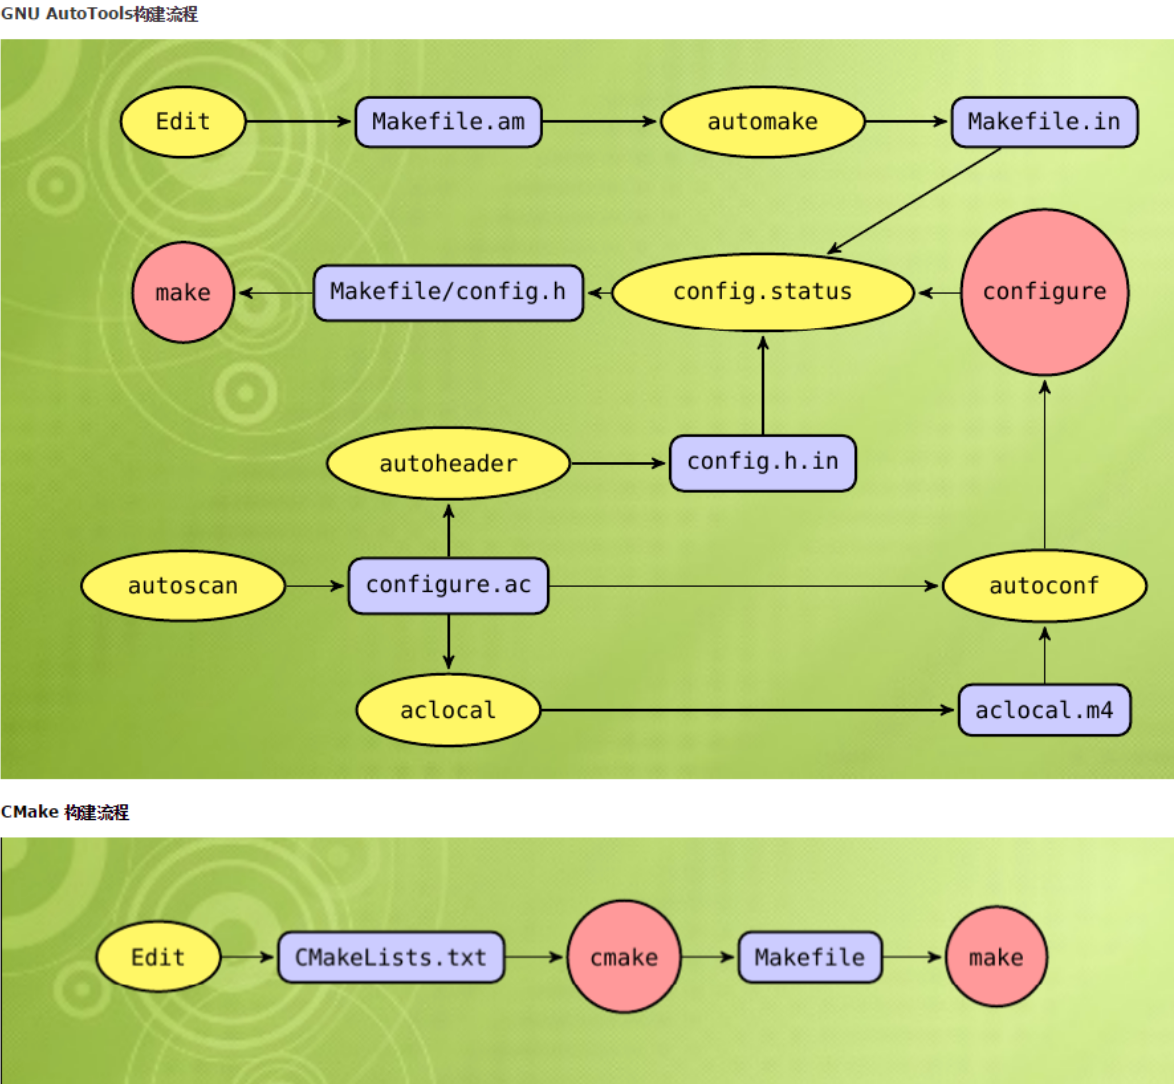 GNU AutoTools构建流程
Edit
Makefile.am
automake
Makefile.in
make
Makefile/config.h
config.status
configure
autoheader
config.h.in
autoscan
configure.ac
autoconf
aclocal
aclocal.m4
CMake 构建流程
Edit
CMakeLists.txt
cmake
Makefile
make